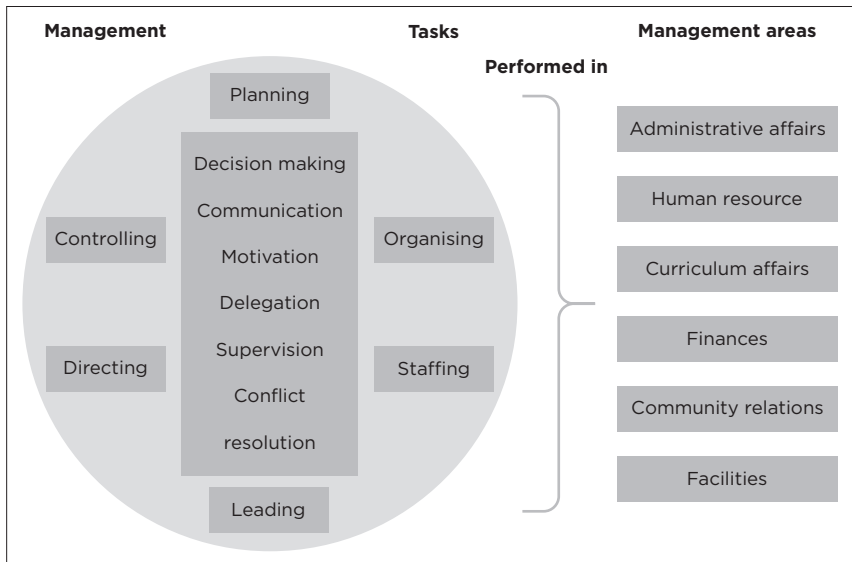 Management
Tasks
Management areas
Performed in
Planning
Decision making
Communication
Motivation
Delegation
Supervision
Conflict
resolution
Controlling
Organising
Directing
Staffing
Leading
Administrative affairs
Human resource
Curriculum affairs
Finances
Community relations
Facilities